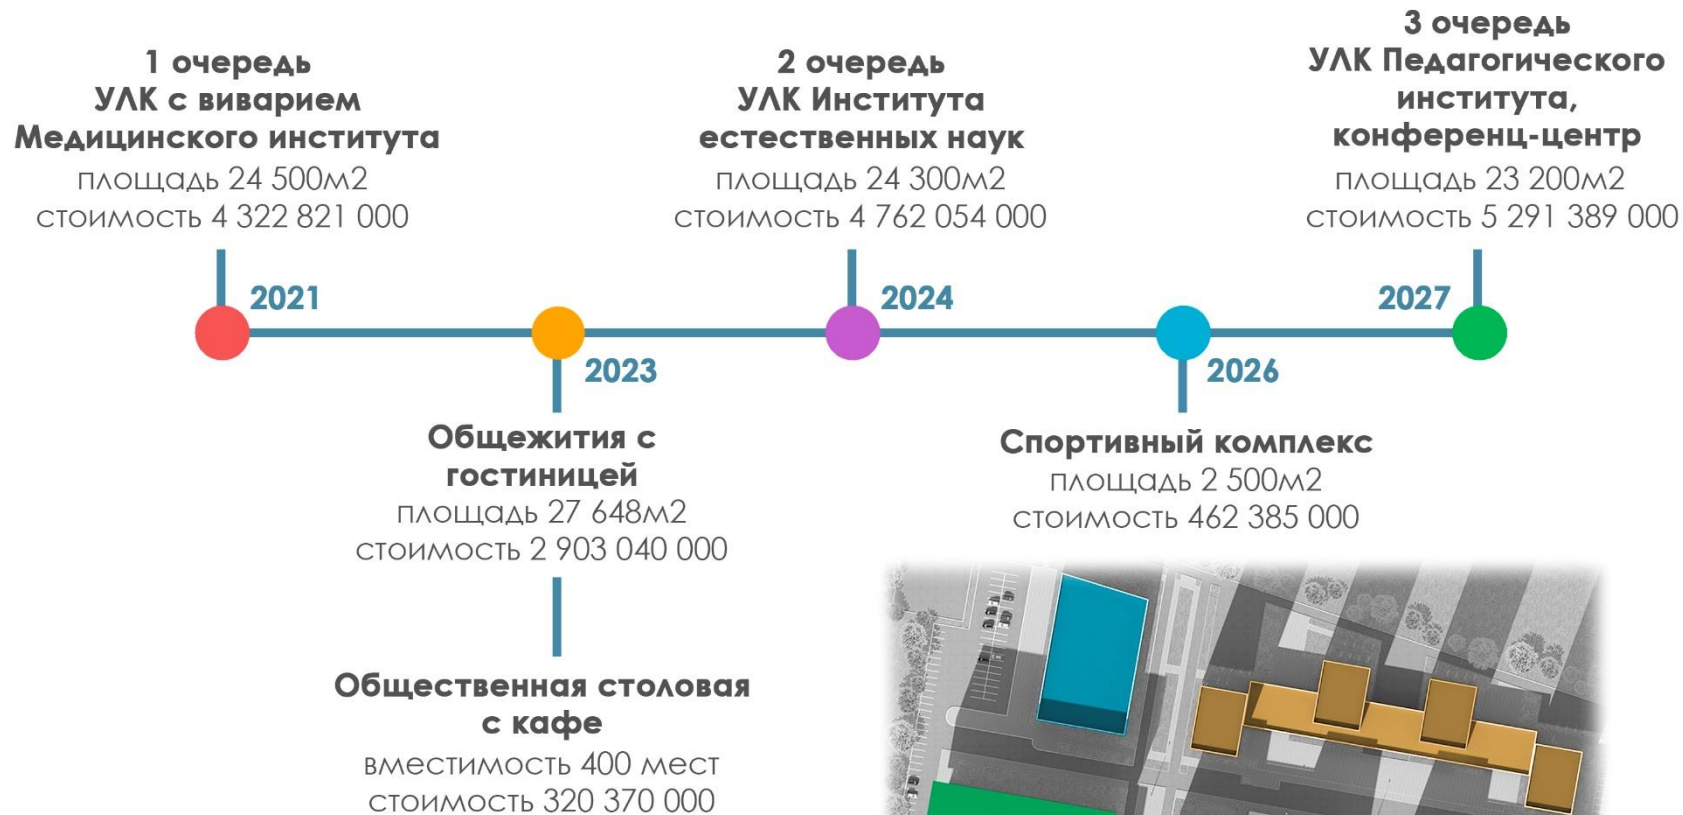 1 очередь
УЛК с виварием
Медицинского института
площадь 24 500м2
стоимость 4 322 821 000
2 очередь
УЛК Института
естественных наук
площадь 24 300м2
стоимость 4 762 054 000
3 очередь
УЛК Педагогического
института,
конференц-центр
площадь 23 200м2
стоимость 5 291 389 000
2021
2023
2024
2026
2027
Общежития с
гостиницей
площадь 27 648м2
стоимость 2 903 040 000
Общественная столовая
с кафе
вместимость 400 мест
стоимость 320 370 000
Спортивный комплекс
площадь 2 500м2
стоимость 462 385 000